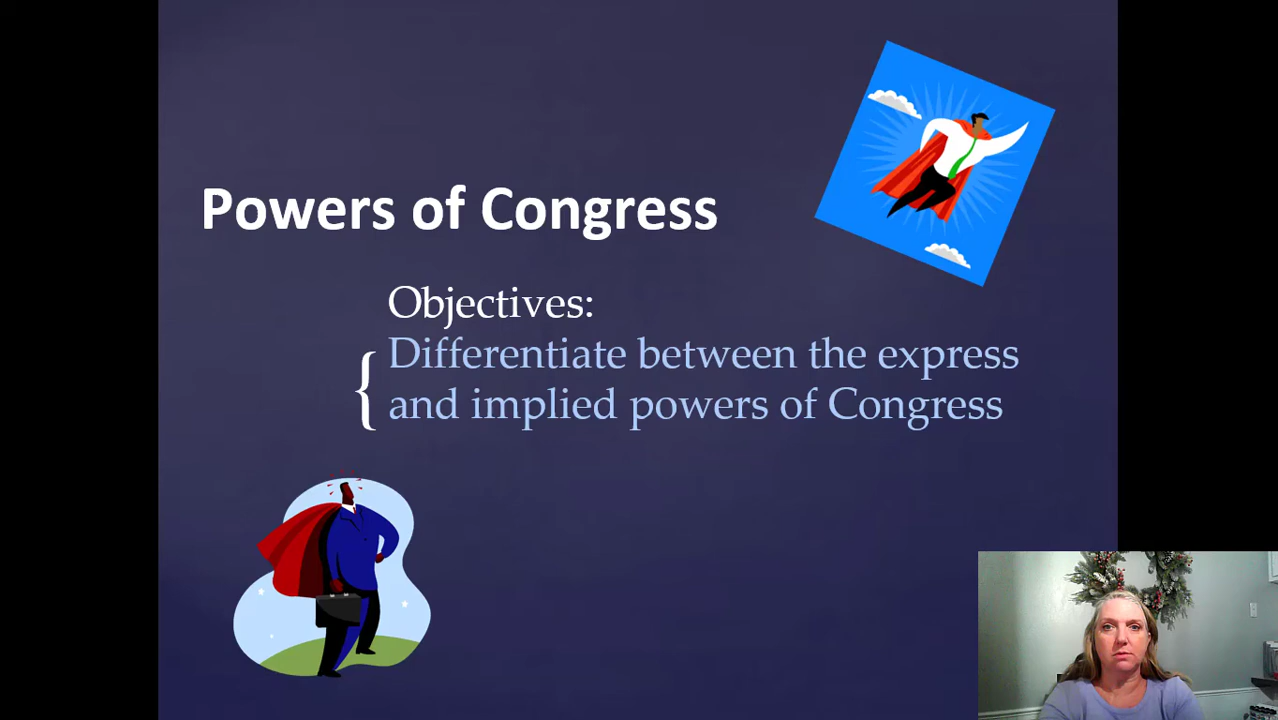 Powers of Congress
Objectives:
Differentiate between the express
and implied powers of Congress